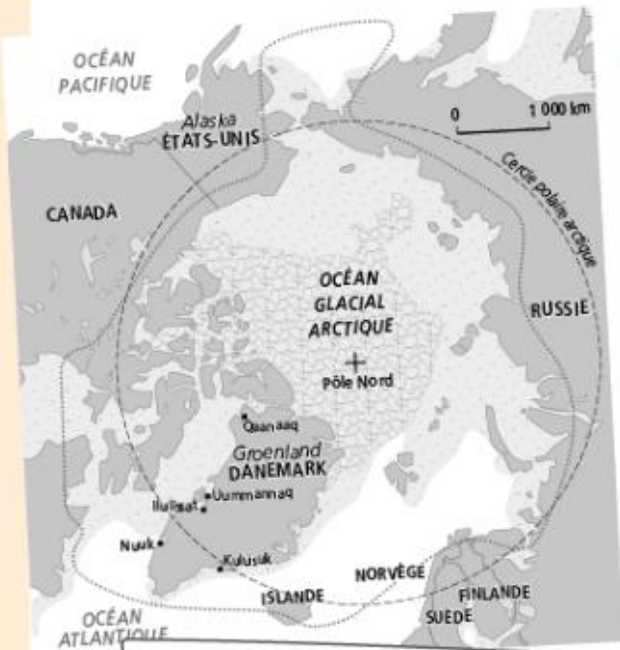 OCÉAN
PACIFIQUE
Alaska
ÉTATS-UNIS
0 1 000 km
Cercle polaire arctique
CANADA
OCÉAN
GLACIAL
ARCTIQUE
RUSSIE
Pôle Nord
Qaanaaq
Groenland
DANEMARK
Uummannaq
Ilulissat
Nuuk
Kulusuk
NORVÈGE
ISLANDE
FINLANDE
SUÈDE
OCÉAN
ATLANTIQUE